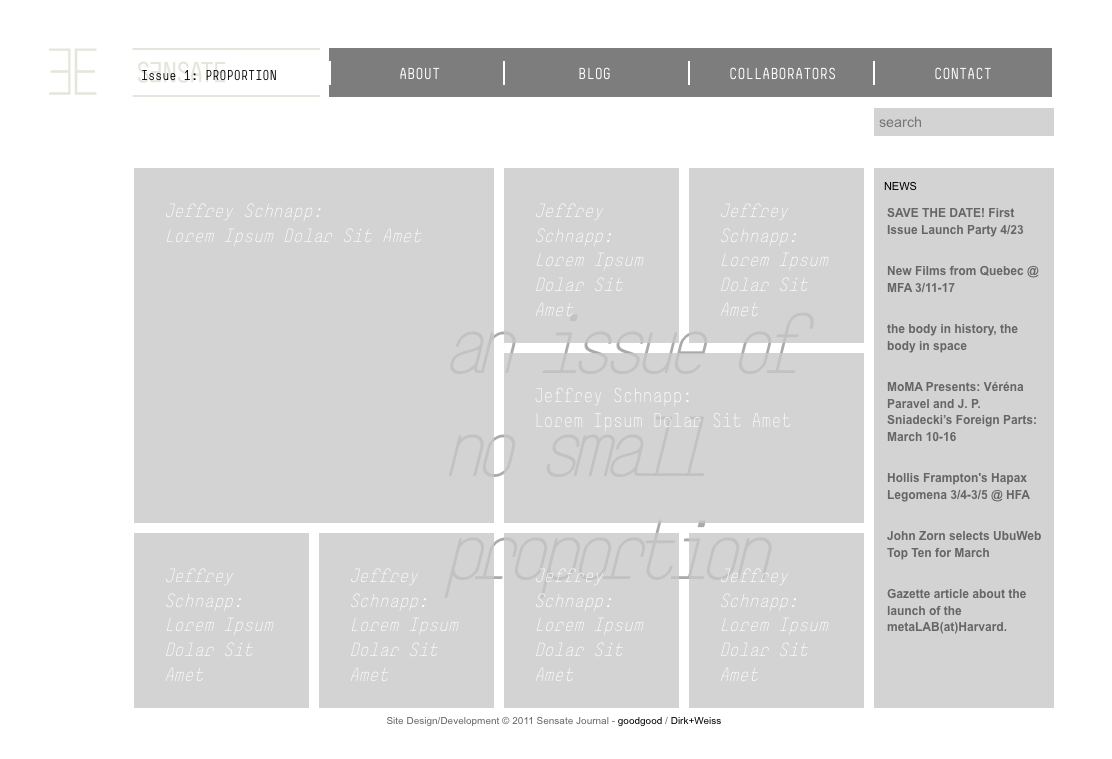 SENSATE
Issue 1: PROPORTION
ABOUT
BLOG
COLLABORATORS
CONTACT
search
Jeffrey Schnapp:
Lorem Ipsum Dolar Sit Amet
Jeffrey
Schnapp:
Lorem Ipsum
Dolar Sit
Amet
Jeffrey
Schnapp:
Lorem Ipsum
Dolar Sit
Amet
an issue of
no small
proportion
Jeffrey Schnapp:
Lorem Ipsum Dolar Sit Amet
Jeffrey
Schnapp:
Lorem Ipsum
Dolar Sit
Amet
Jeffrey
Schnapp:
Lorem Ipsum
Dolar Sit
Amet
Jeffrey
Schnapp:
Lorem Ipsum
Dolar Sit
Amet
Jeffrey
Schnapp:
Lorem Ipsum
Dolar Sit
Amet
NEWS
SAVE THE DATE! First
Issue Launch Party 4/23
New Films from Quebec @
MFA 3/11-17
the body in history, the
body in space
MoMA Presents: Véréna
Paravel and J. P.
Sniadecki's Foreign Parts:
March 10-16
Hollis Frampton's Hapax
Legomena 3/4-3/5 @ HFA
John Zorn selects UbuWeb
Top Ten for March
Gazette article about the
launch of the
metaLAB(at)Harvard.
Site Design/Development © 2011 Sensate Journal - goodgood / Dirk+Weiss